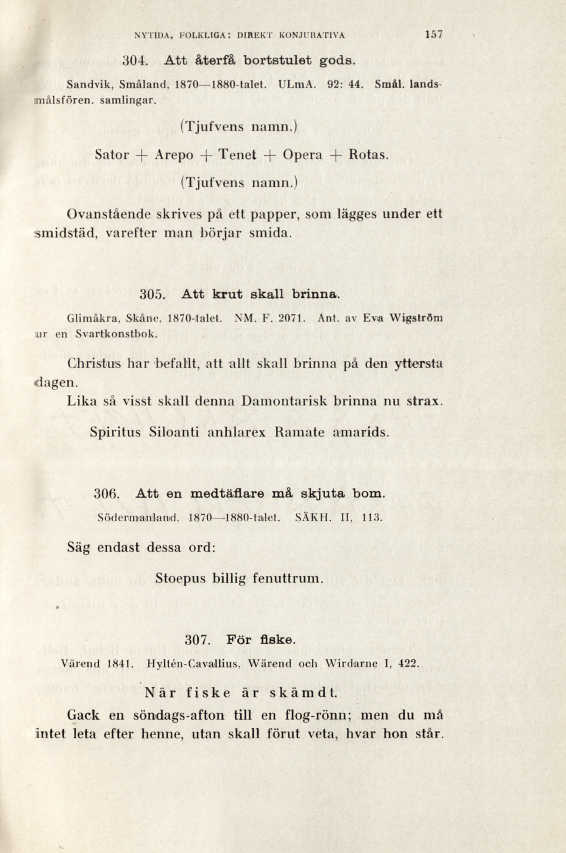 NYTIDA, FOLKLIGA: DIREKT KONJURATIVA 157
304. Att återfå bortstulet gods.
Sandvik, Småland, 1870—1880-talet. ULmA. 92: 44. Smål. lands-
målsfören. samlingar.
(Tjufvens namn.)
Sator + Arepo + Tenet + Opera + Rotas.
(Tjufvens namn.)
Ovanstående skrives på ett papper, som lägges under ett
smidstäd, varefter man börjar smida.
305. Att krut skall brinna.
Glimåkra, Skåne, 1870-talet. NM. F. 2071. Ant. av Eva Wigström
ur en Svartkonstbok.
Christus har befallt, att allt skall brinna på den yttersta
dagen.
Lika så visst skall denna Damontarisk brinna nu strax.
Spiritus Siloanti anhlarex Ramate amarids.
306. Att en medtäflare må skjuta bom.
Södermanland, 1870—1880-talet. SÄKH. II, 113.
Säg endast dessa ord:
Stoepus billig fenuttrum.
307. För fiske.
Värend 1841. Hyltén-Cavallius, Wärend och Wirdarne I, 422.
När fiske är skämdt.
Gack en söndags-afton till en flog-rönn; men du må
intet leta efter henne, utan skall förut veta, hvar hon står.